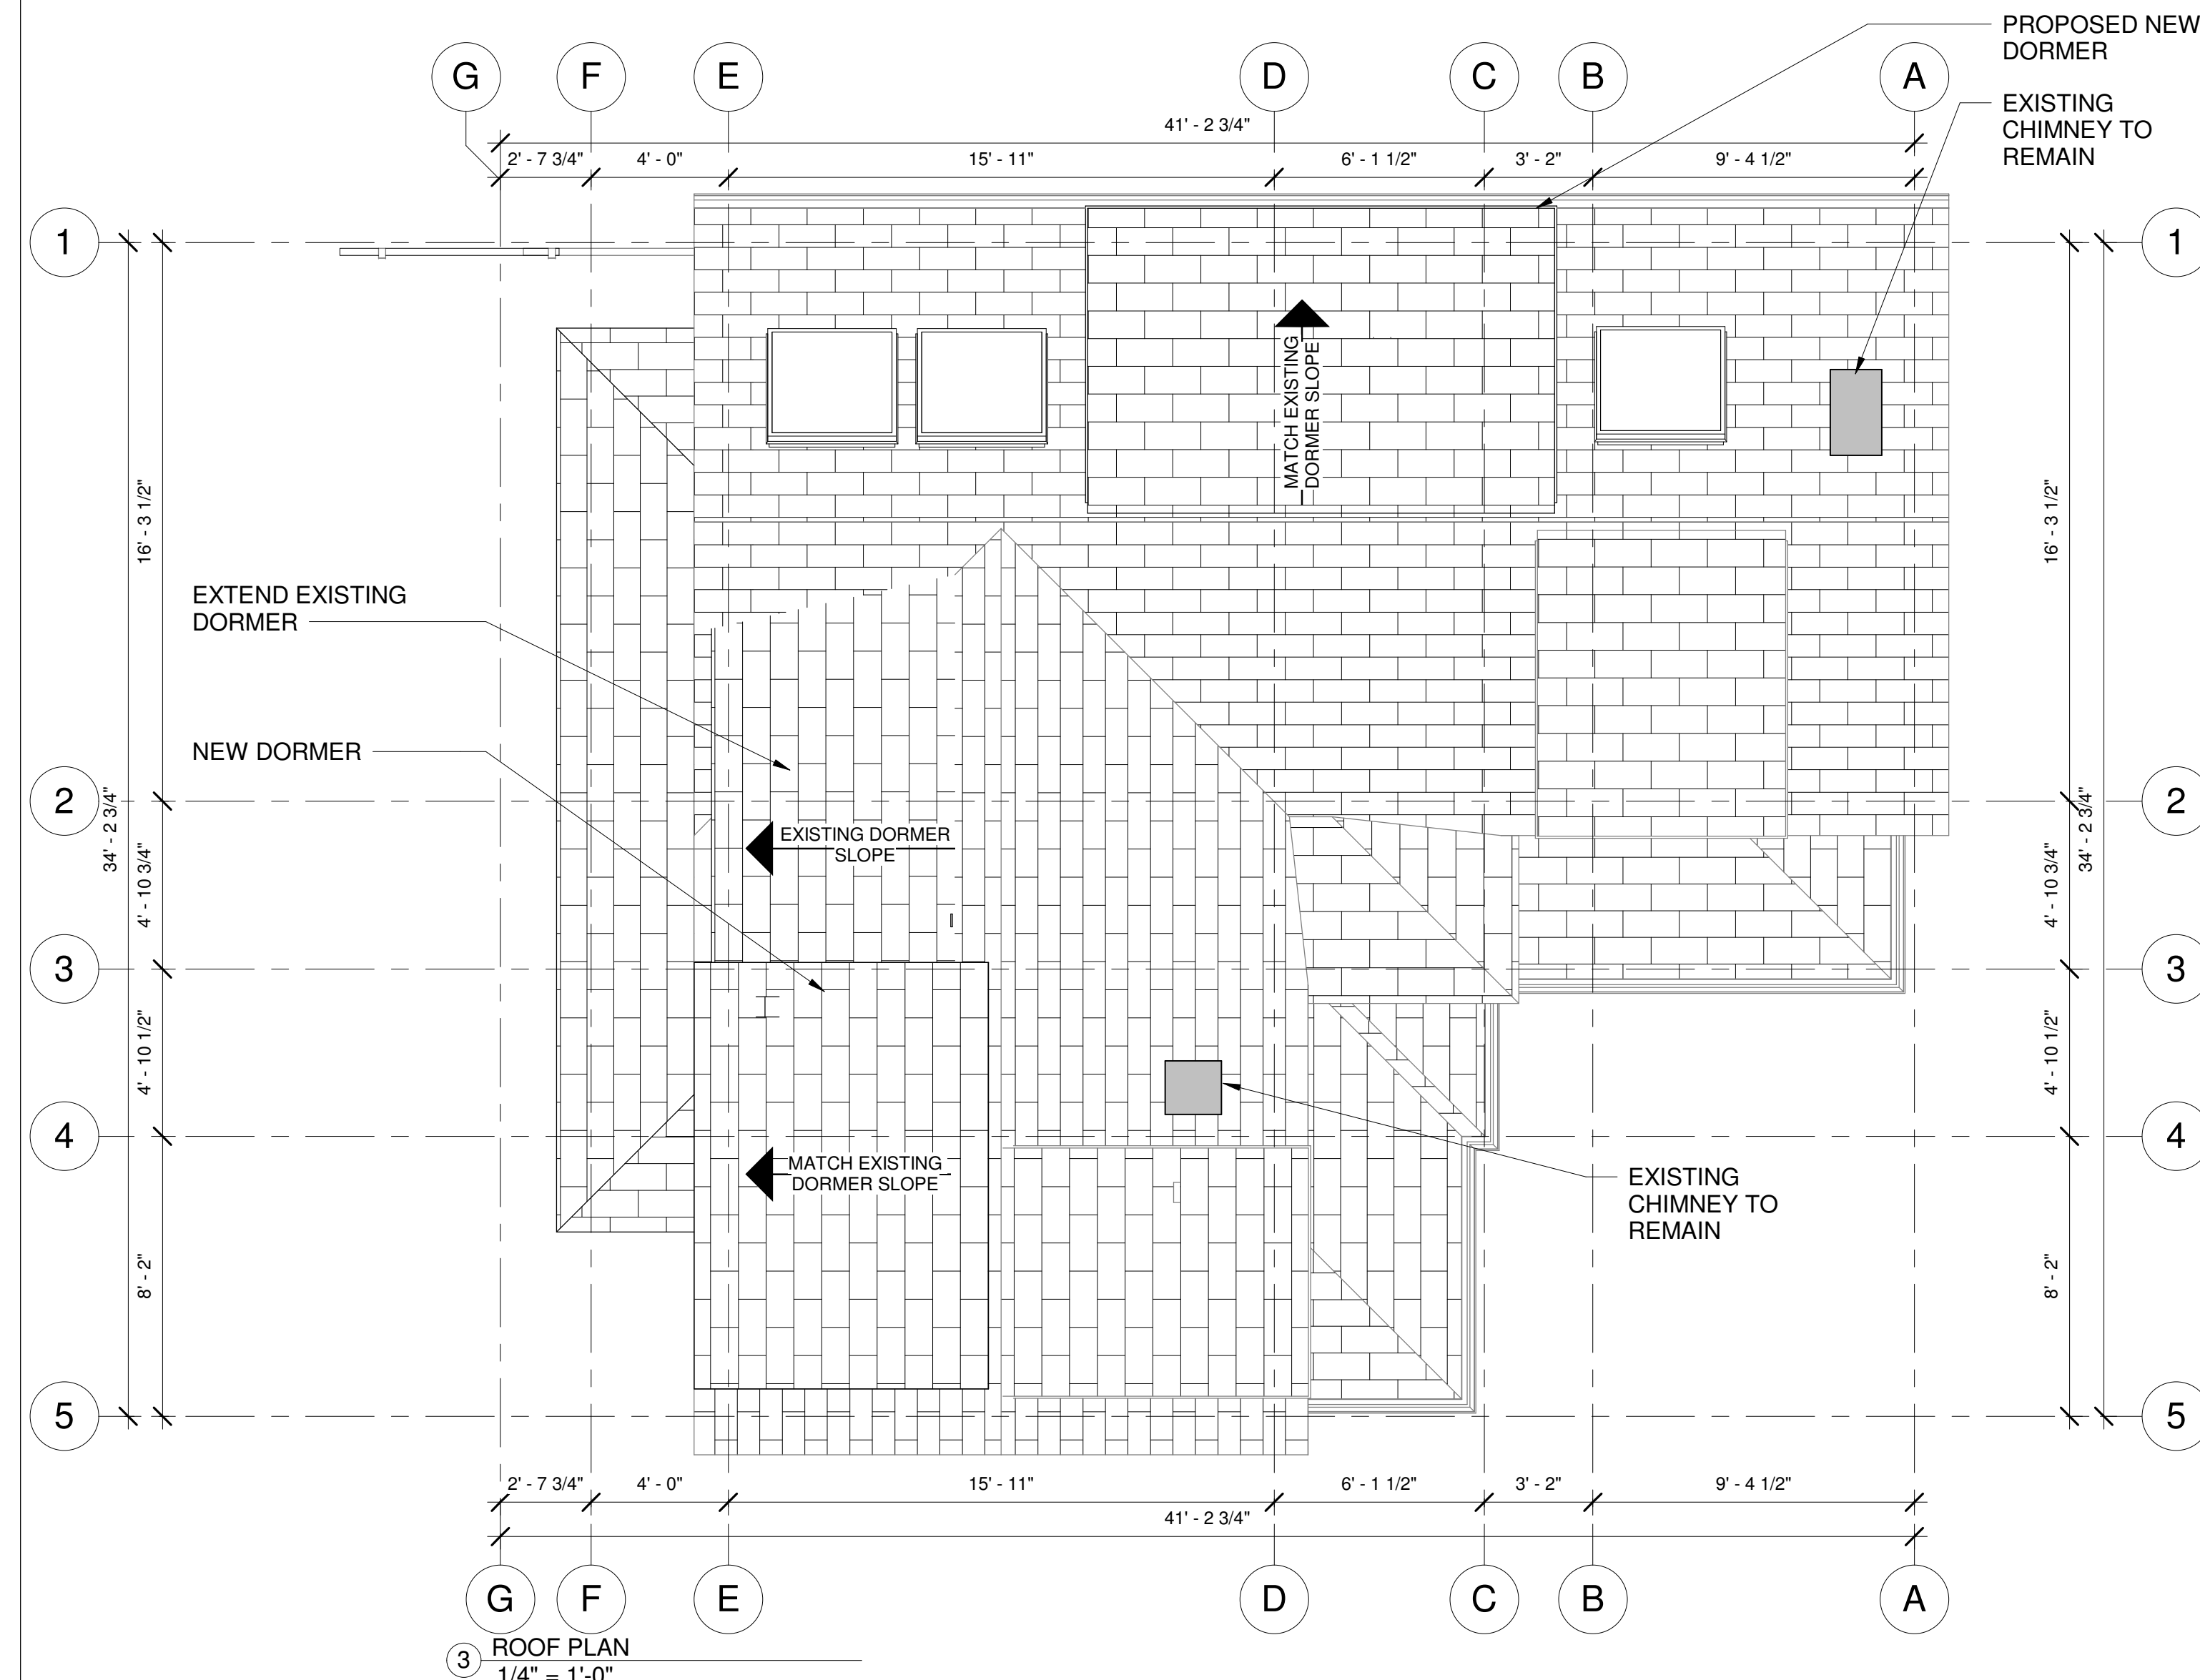 PROPOSED NEW
DORMER
EXISTING
CHIMNEY TO
REMAIN
G
F
E
D
C
B
A
41' - 2 3/4"
2' - 7 3/4"
4' - 0"
15' - 11"
6' - 1 1/2"
3' - 2"
9' - 4 1/2"
1
1
MATCH EXISTING
DORMER SLOPE
16' - 3 1/2"
16' - 3 1/2"
EXTEND EXISTING
DORMER
NEW DORMER
2
2
34' - 2 3/4"
34' - 2 3/4"
EXISTING DORMER
SLOPE
4' - 10 3/4"
4' - 10 3/4"
3
3
4' - 10 1/2"
4' - 10 1/2"
4
4
MATCH EXISTING
DORMER SLOPE
EXISTING
CHIMNEY TO
REMAIN
8' - 2"
8' - 2"
5
5
2' - 7 3/4"
4' - 0"
15' - 11"
6' - 1 1/2"
3' - 2"
9' - 4 1/2"
41' - 2 3/4"
G
F
E
D
C
B
A
3
ROOF PLAN
1/4" = 1'-0"